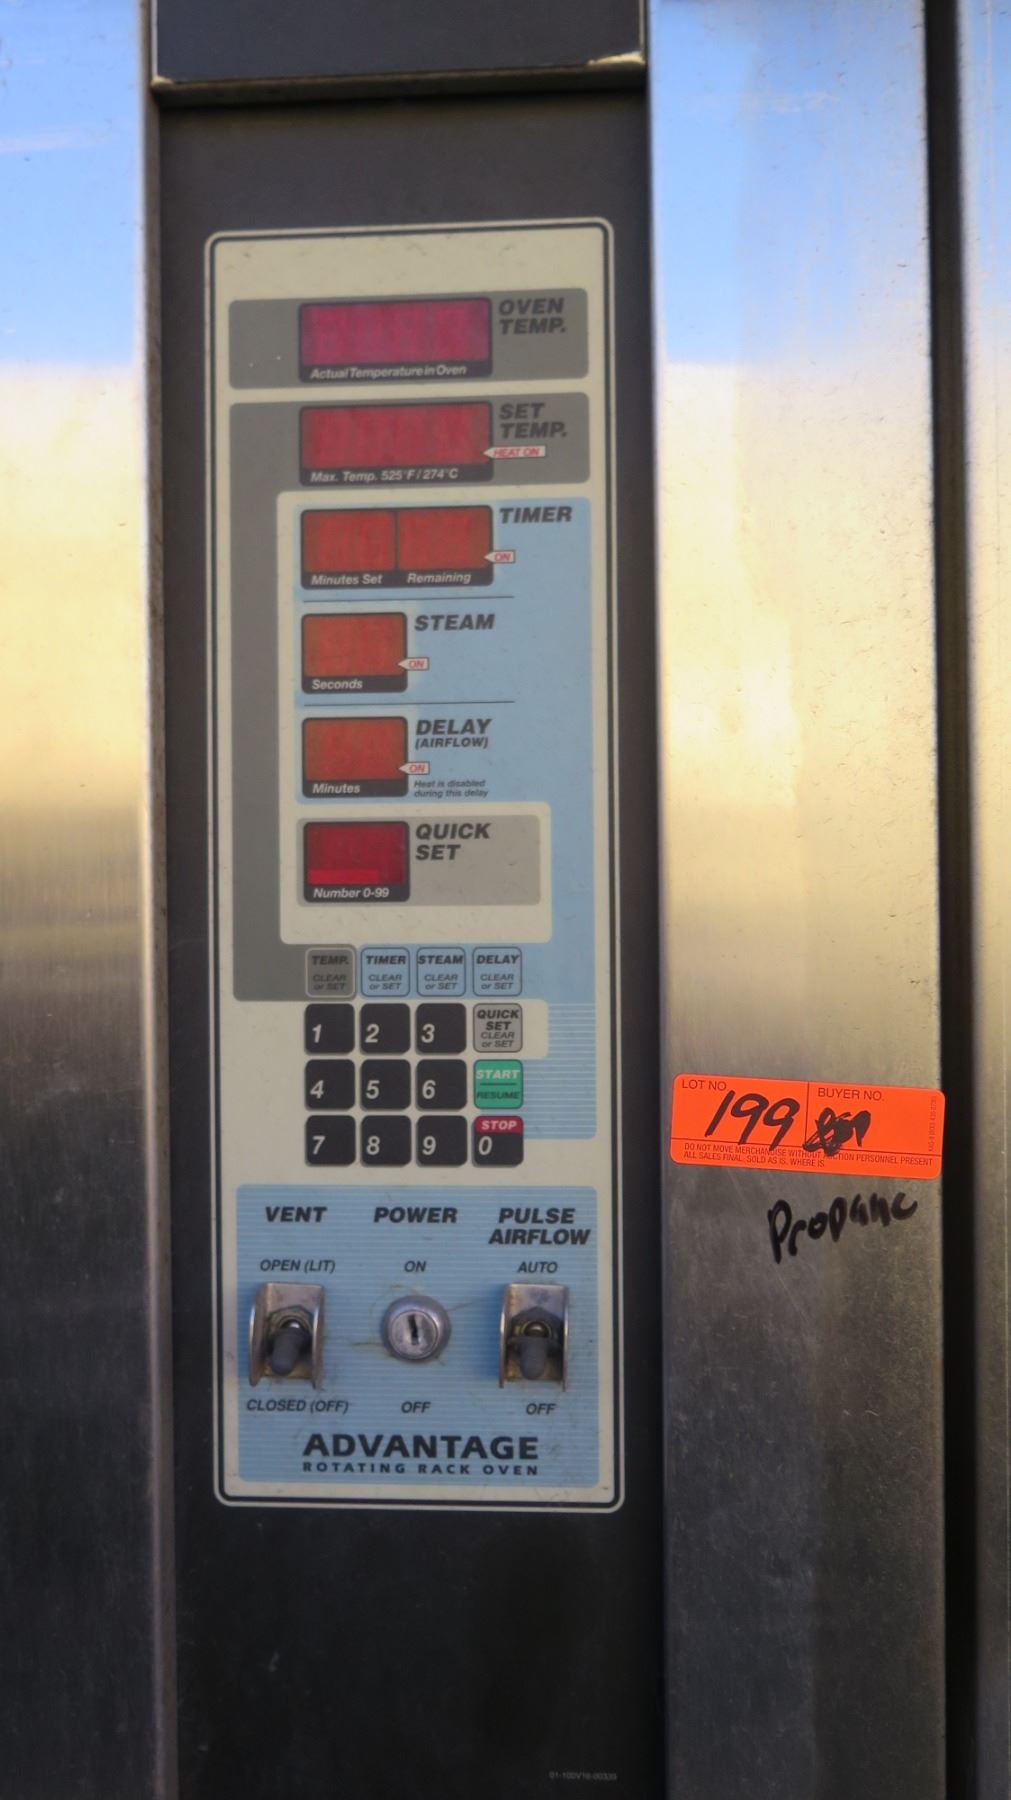 OVEN
TEMP.
Actual Temperature in Oven
SET
TEMP.
HEAT ON
Max. Temp. 525°F / 274°C
TIMER
ON
Minutes Set Remaining
STEAM
ON
Seconds
DELAY
(AIRFLOW)
ON
Minutes
Heat is disabled
during this delay
QUICK
SET
Number 0-99
TEMP. TIMER STEAM DELAY
CLEAR CLEAR CLEAR CLEAR
or SET or SET or SET or SET
1 2 3 QUICK
SET
CLEAR
or SET
4 5 6 START
RESUME
7 8 9 STOP
0
VENT POWER PULSE
AIRFLOW
OPEN (LIT) ON AUTO
CLOSED (OFF) OFF OFF
ADVANTAGE
ROTATING RACK OVEN
LOT NO. BUYER NO.
199
DO NOT MOVE MERCHANDISE WITHOUT AUCTION PERSONNEL PRESENT
ALL SALES FINAL. SOLD AS IS, WHERE IS.
Propane